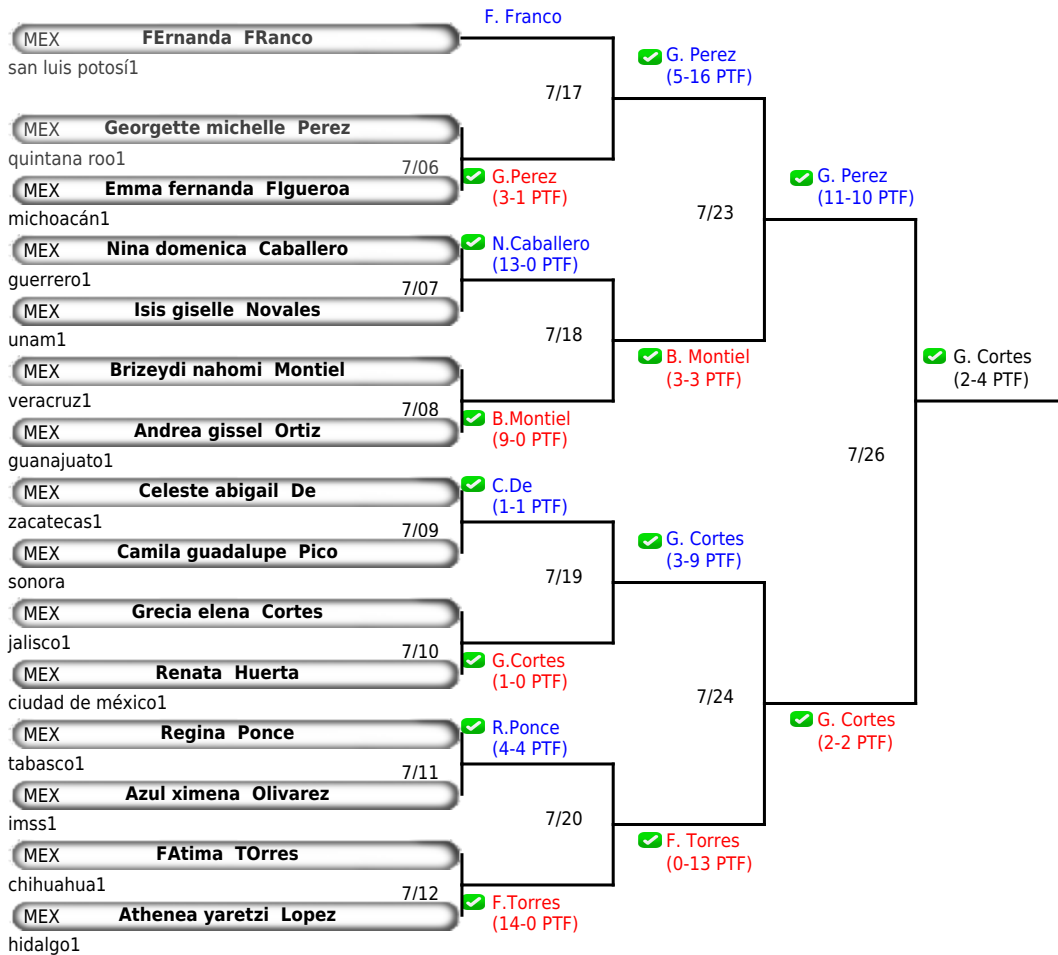 F. Franco
MEX FErnanda FRanco
san luis potosí1
G. Perez
(5-16 PTF)
7/17
MEX Georgette michelle Perez
quintana roo1
7/06
G.Perez
(3-1 PTF)
MEX Emma fernanda FIgueroa
michoacán1
G. Perez
(11-10 PTF)
7/23
MEX Nina domenica Caballero
N.Caballero
(13-0 PTF)
guerrero1
7/07
MEX Isis giselle Novales
unam1
7/18
MEX Brizeydi nahomi Montiel
B. Montiel
(3-3 PTF)
veracruz1
7/08
B.Montiel
(9-0 PTF)
MEX Andrea gissel Ortiz
guanajuato1
G. Cortes
(2-4 PTF)
7/26
MEX Celeste abigail De
C.De
(1-1 PTF)
zacatecas1
7/09
MEX Camila guadalupe Pico
sonora
G. Cortes
(3-9 PTF)
7/19
MEX Grecia elena Cortes
jalisco1
7/10
G.Cortes
(1-0 PTF)
MEX Renata Huerta
ciudad de méxico1
7/24
G. Cortes
(2-2 PTF)
MEX Regina Ponce
R.Ponce
(4-4 PTF)
tabasco1
7/11
MEX Azul ximena Olivarez
imss1
7/20
F. Torres
(0-13 PTF)
MEX FAtima TOrres
chihuahua1
7/12
F.Torres
(14-0 PTF)
MEX Athenea yaretzi Lopez
hidalgo1